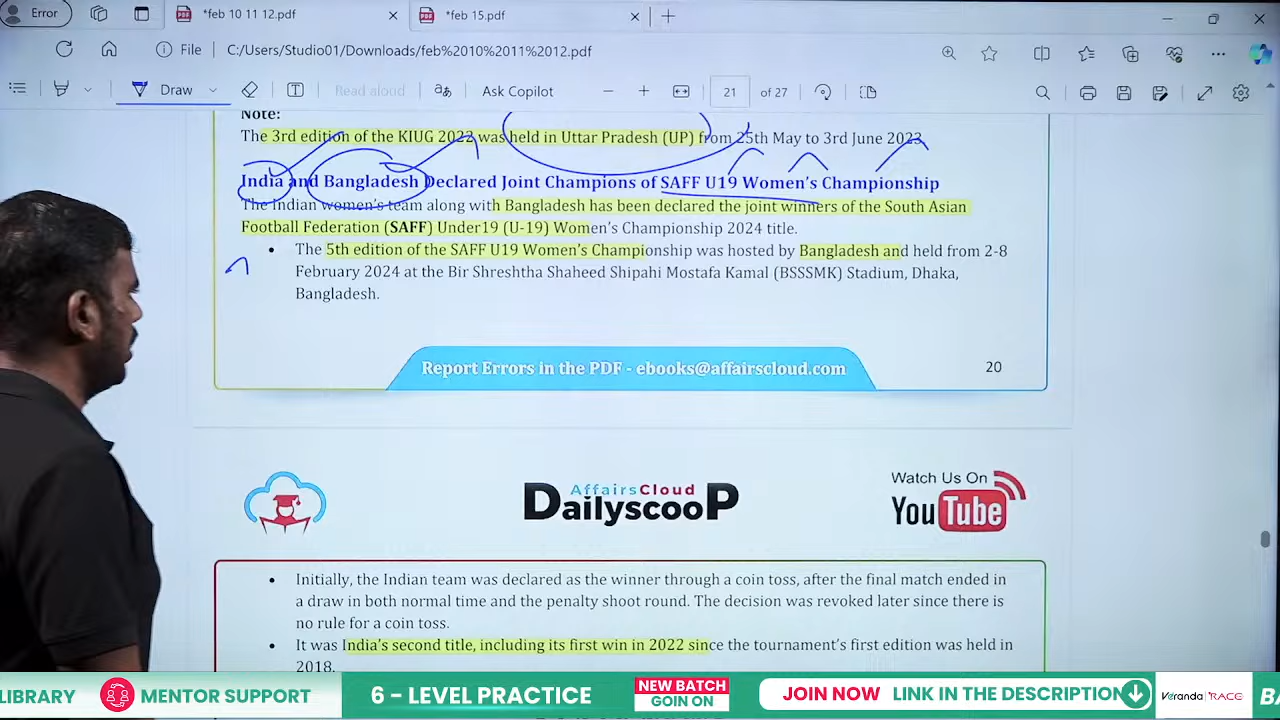 Error
*feb 10 11 12.pdf
*feb 15.pdf
File
C:/Users/Studio01/Downloads/feb%2010%2011%2012.pdf
Draw
Read aloud
aあ
Ask Copilot
21 of 27
Note:
The 3rd edition of the KIUG 2022 was held in Uttar Pradesh (UP) from 25th May to 3rd June 2023.
India and Bangladesh Declared Joint Champions of SAFF U19 Women's Championship
The Indian women's team along with Bangladesh has been declared the joint winners of the South Asian
Football Federation (SAFF) Under19 (U-19) Women's Championship 2024 title.
• The 5th edition of the SAFF U19 Women's Championship was hosted by Bangladesh and held from 2-8
February 2024 at the Bir Shreshtha Shaheed Shipahi Mostafa Kamal (BSSSMK) Stadium, Dhaka,
Bangladesh.
Report Errors in the PDF - ebooks@affairscloud.com
20
AffairsCloud
DailyscooP
Watch Us On
YouTube
• Initially, the Indian team was declared as the winner through a coin toss, after the final match ended in
a draw in both normal time and the penalty shoot round. The decision was revoked later since there is
no rule for a coin toss.
• It was India's second title, including its first win in 2022 since the tournament's first edition was held in
2018.
LIBRARY
MENTOR SUPPORT
6 - LEVEL PRACTICE
NEW BATCH
GOIN ON
JOIN NOW
LINK IN THE DESCRIPTION
Veranda RACE
BA